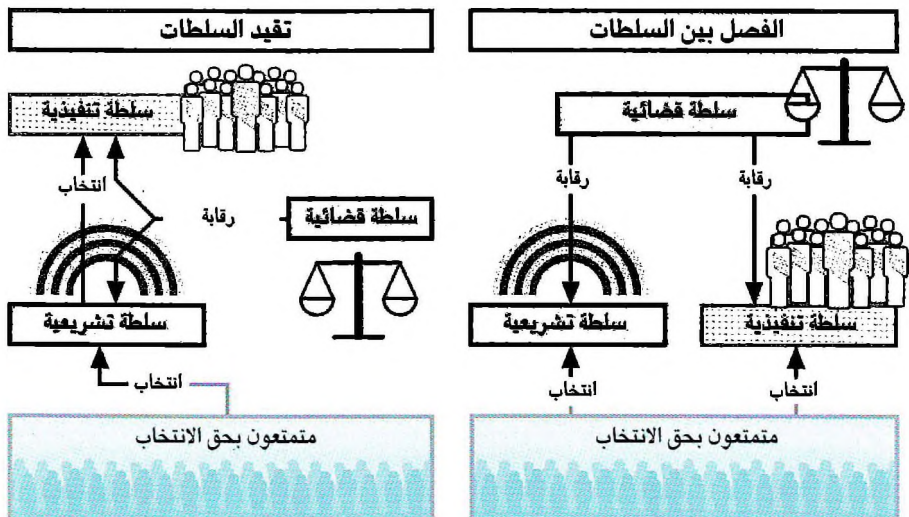 الفصل بين السلطات
سلطة قضائية
رقابة
رقابة
سلطة تشريعية
سلطة تنفيذية
انتخاب
انتخاب
متمتعون بحق الانتخاب
تقيد السلطات
سلطة تنفيذية
انتخاب
رقابة
سلطة قضائية
سلطة تشريعية
انتخاب
متمتعون بحق الانتخاب